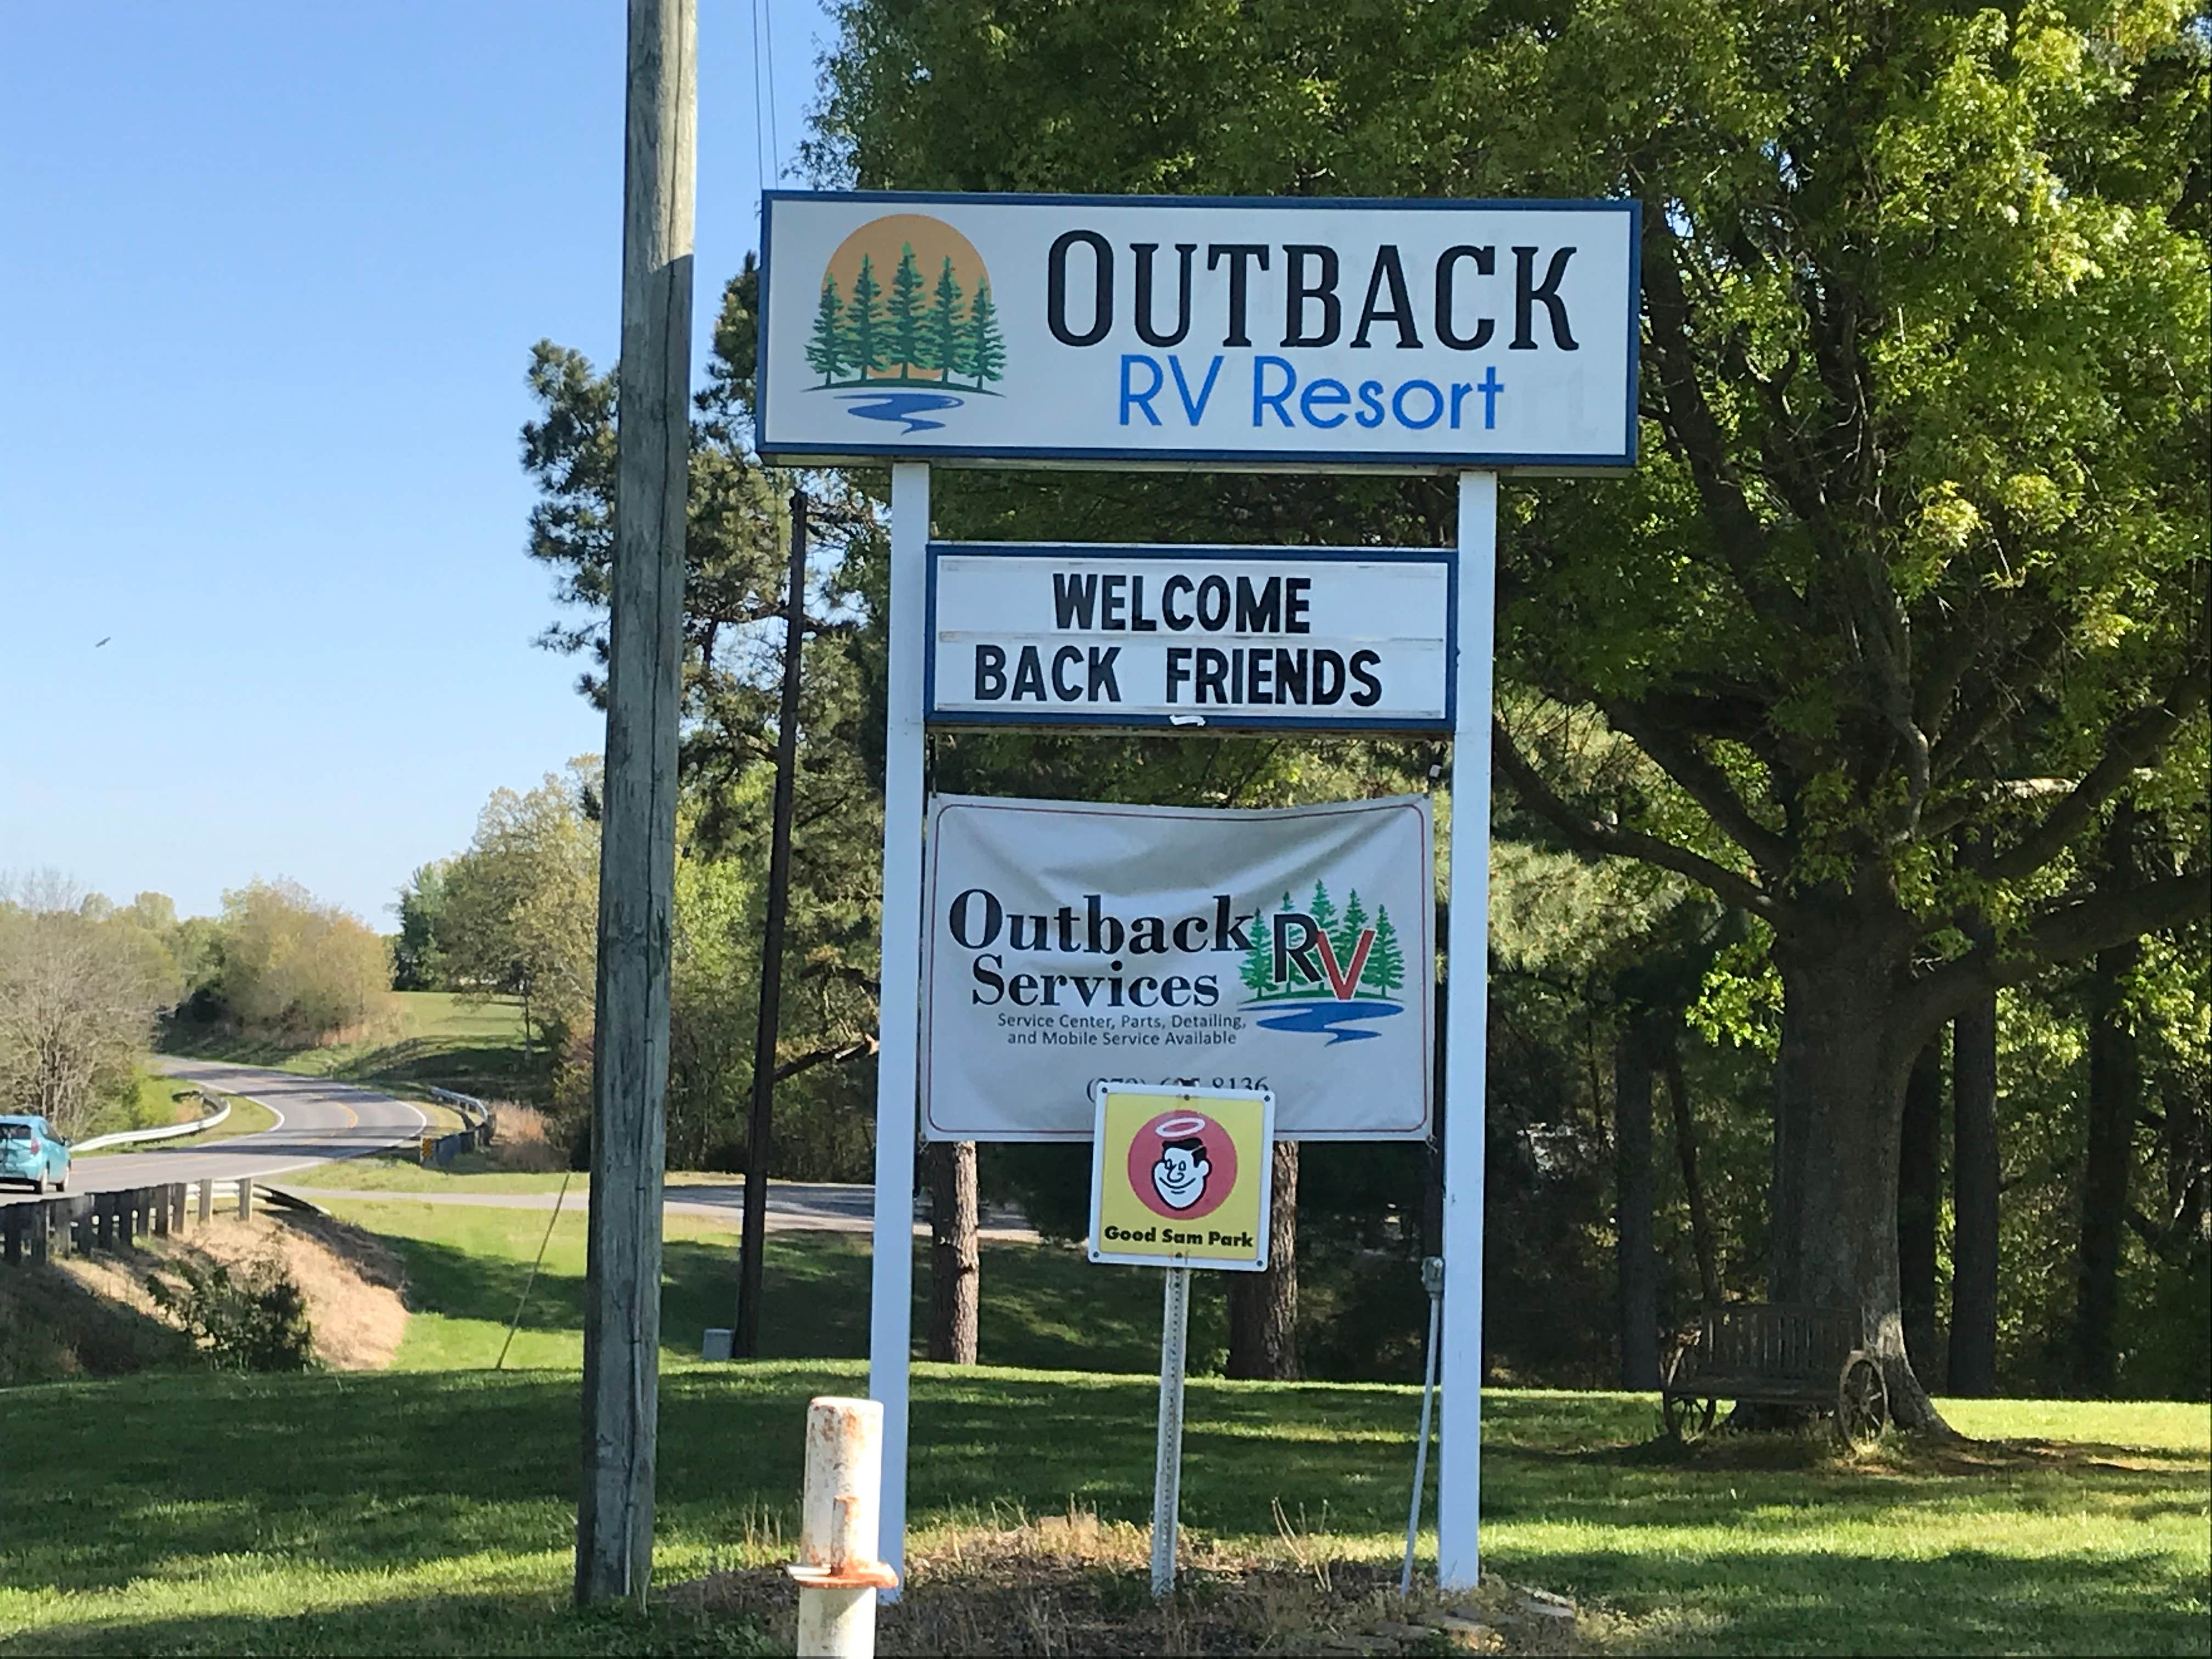 OUTBACK
RV Resort
WELCOME
BACK FRIENDS
Outback
Services
RV
Service Center, Parts, Detailing,
and Mobile Service Available
8136
Good Sam Park